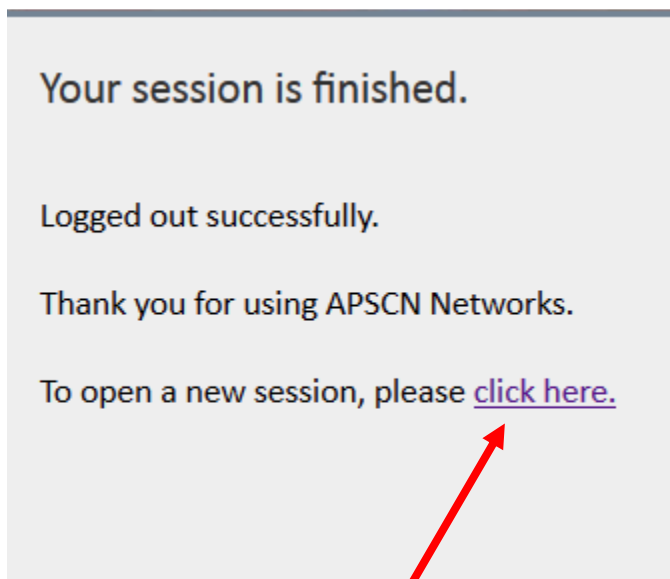 Your session is finished.
Logged out successfully.
Thank you for using APSCN Networks.
To open a new session, please click here.